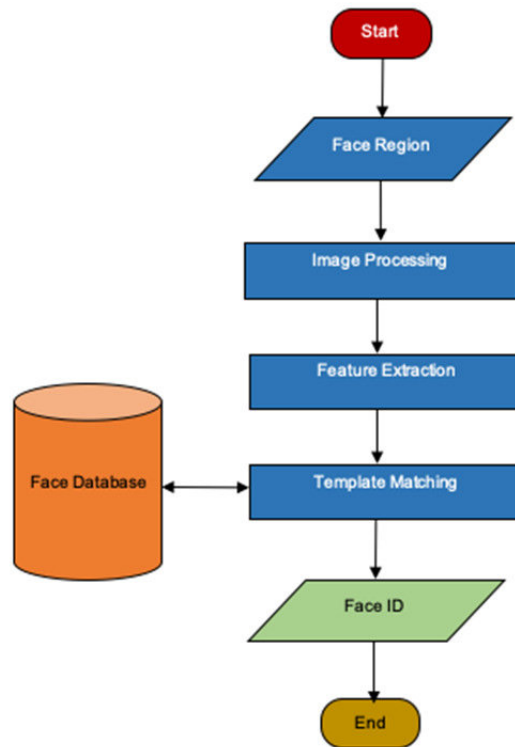 Start
Face Region
Image Processing
Feature Extraction
Face Database
Template Matching
Face ID
End